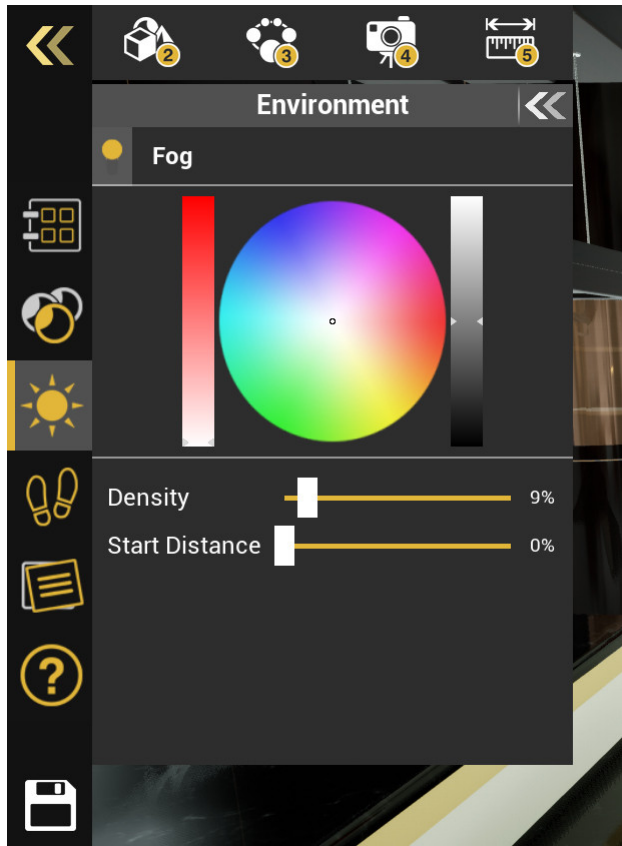 2 3 4 5
Environment
Fog
Density 9%
Start Distance 0%
?